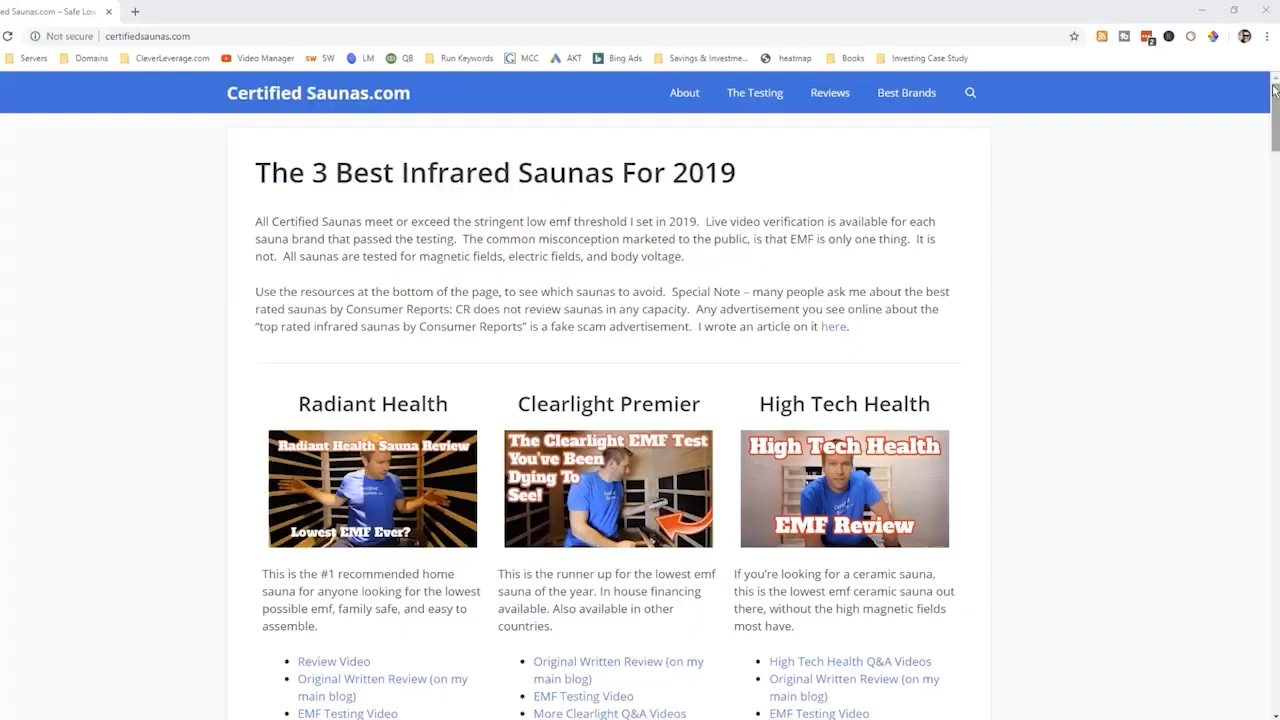 ed Saunas.com – Safe Lov
Not secure
certifiedsaunas.com
Servers
Domains
CleverLeverage.com
Video Manager
SW SW
LM
QB
Run Keywords
MCC
AKT
Bing Ads
Savings & Investme...
heatmap
Books
Investing Case Study
Certified Saunas.com
About
The Testing
Reviews
Best Brands
The 3 Best Infrared Saunas For 2019
All Certified Saunas meet or exceed the stringent low emf threshold I set in 2019. Live video verification is available for each
sauna brand that passed the testing. The common misconception marketed to the public, is that EMF is only one thing. It is
not. All saunas are tested for magnetic fields, electric fields, and body voltage.
Use the resources at the bottom of the page, to see which saunas to avoid. Special Note – many people ask me about the best
rated saunas by Consumer Reports: CR does not review saunas in any capacity. Any advertisement you see online about the
“top rated infrared saunas by Consumer Reports” is a fake scam advertisement. I wrote an article on it here.
Radiant Health
Radiant Health Sauna Review
Lowest EMF Ever?
This is the #1 recommended home
sauna for anyone looking for the lowest
possible emf, family safe, and easy to
assemble.
Review Video
Original Written Review (on my
main blog)
EMF Testing Video
Clearlight Premier
The Clearlight EMF Test
You've Been
Dying To
See!
This is the runner up for the lowest emf
sauna of the year. In house financing
available. Also available in other
countries.
Original Written Review (on my
main blog)
EMF Testing Video
More Clearlight Q&A Videos
High Tech Health
High Tech Health
EMF Review
If you’re looking for a ceramic sauna,
this is the lowest emf ceramic sauna out
there, without the high magnetic fields
most have.
High Tech Health Q&A Videos
Original Written Review (on my
main blog)
EMF Testing Video